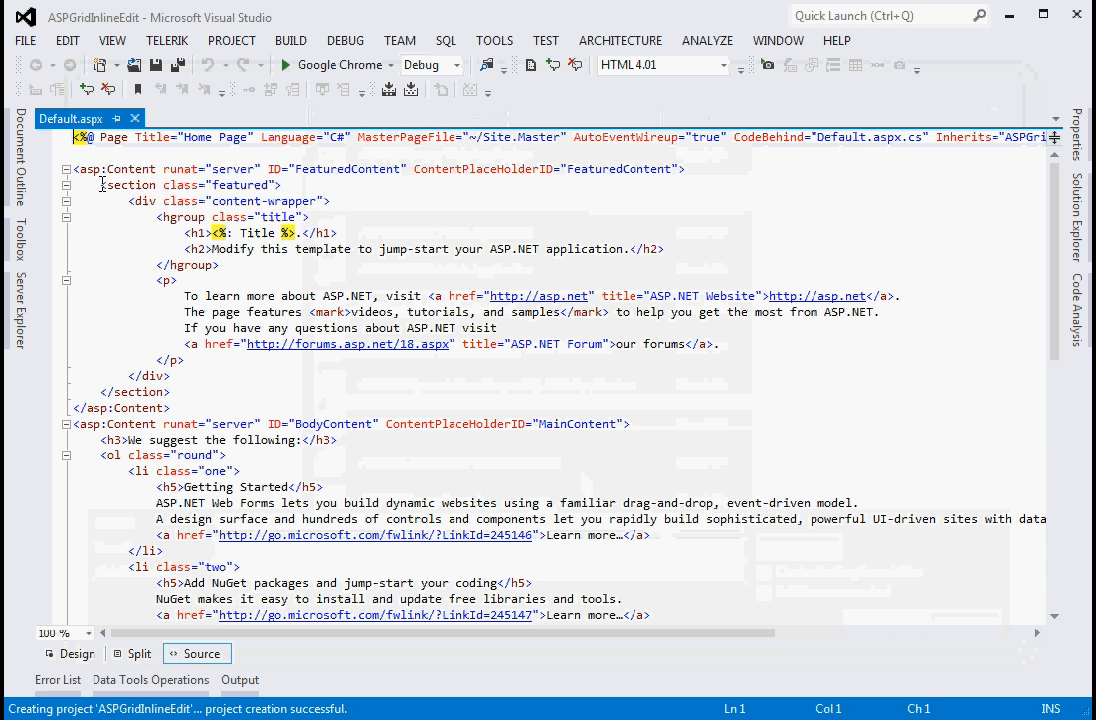 ASPGridInlineEdit - Microsoft Visual Studio
Quick Launch (Ctrl+Q)
FILE EDIT VIEW TELERIK PROJECT BUILD DEBUG TEAM SQL TOOLS TEST ARCHITECTURE ANALYZE WINDOW HELP
Google Chrome Debug HTML 4.01
Default.aspx
Document Outline
Toolbox
Server Explorer
<%@ Page Title="Home Page" Language="C#" MasterPageFile="~/Site.Master" AutoEventWireup="true" CodeBehind="Default.aspx.cs" Inherits="ASPGri
<asp:Content runat="server" ID="FeaturedContent" ContentPlaceHolderID="FeaturedContent">
<section class="featured">
<div class="content-wrapper">
<hgroup class="title">
<h1><%: Title %>.</h1>
<h2>Modify this template to jump-start your ASP.NET application.</h2>
</hgroup>
<p>
To learn more about ASP.NET, visit <a href="http://asp.net" title="ASP.NET Website">http://asp.net</a>.
The page features <mark>videos, tutorials, and samples</mark> to help you get the most from ASP.NET.
If you have any questions about ASP.NET visit
<a href="http://forums.asp.net/18.aspx" title="ASP.NET Forum">our forums</a>.
</p>
</div>
</section>
</asp:Content>
<asp:Content runat="server" ID="BodyContent" ContentPlaceHolderID="MainContent">
<h3>We suggest the following:</h3>
<ol class="round">
<li class="one">
<h5>Getting Started</h5>
ASP.NET Web Forms lets you build dynamic websites using a familiar drag-and-drop, event-driven model.
A design surface and hundreds of controls and components let you rapidly build sophisticated, powerful UI-driven sites with data
<a href="http://go.microsoft.com/fwlink/?LinkId=245146">Learn more…</a>
</li>
<li class="two">
<h5>Add NuGet packages and jump-start your coding</h5>
NuGet makes it easy to install and update free libraries and tools.
<a href="http://go.microsoft.com/fwlink/?LinkId=245147">Learn more…</a>
Properties
Solution Explorer
Code Analysis
100 %
Design Split Source
Error List Data Tools Operations Output
Creating project 'ASPGridInlineEdit'... project creation successful. Ln 1 Col 1 Ch 1 INS